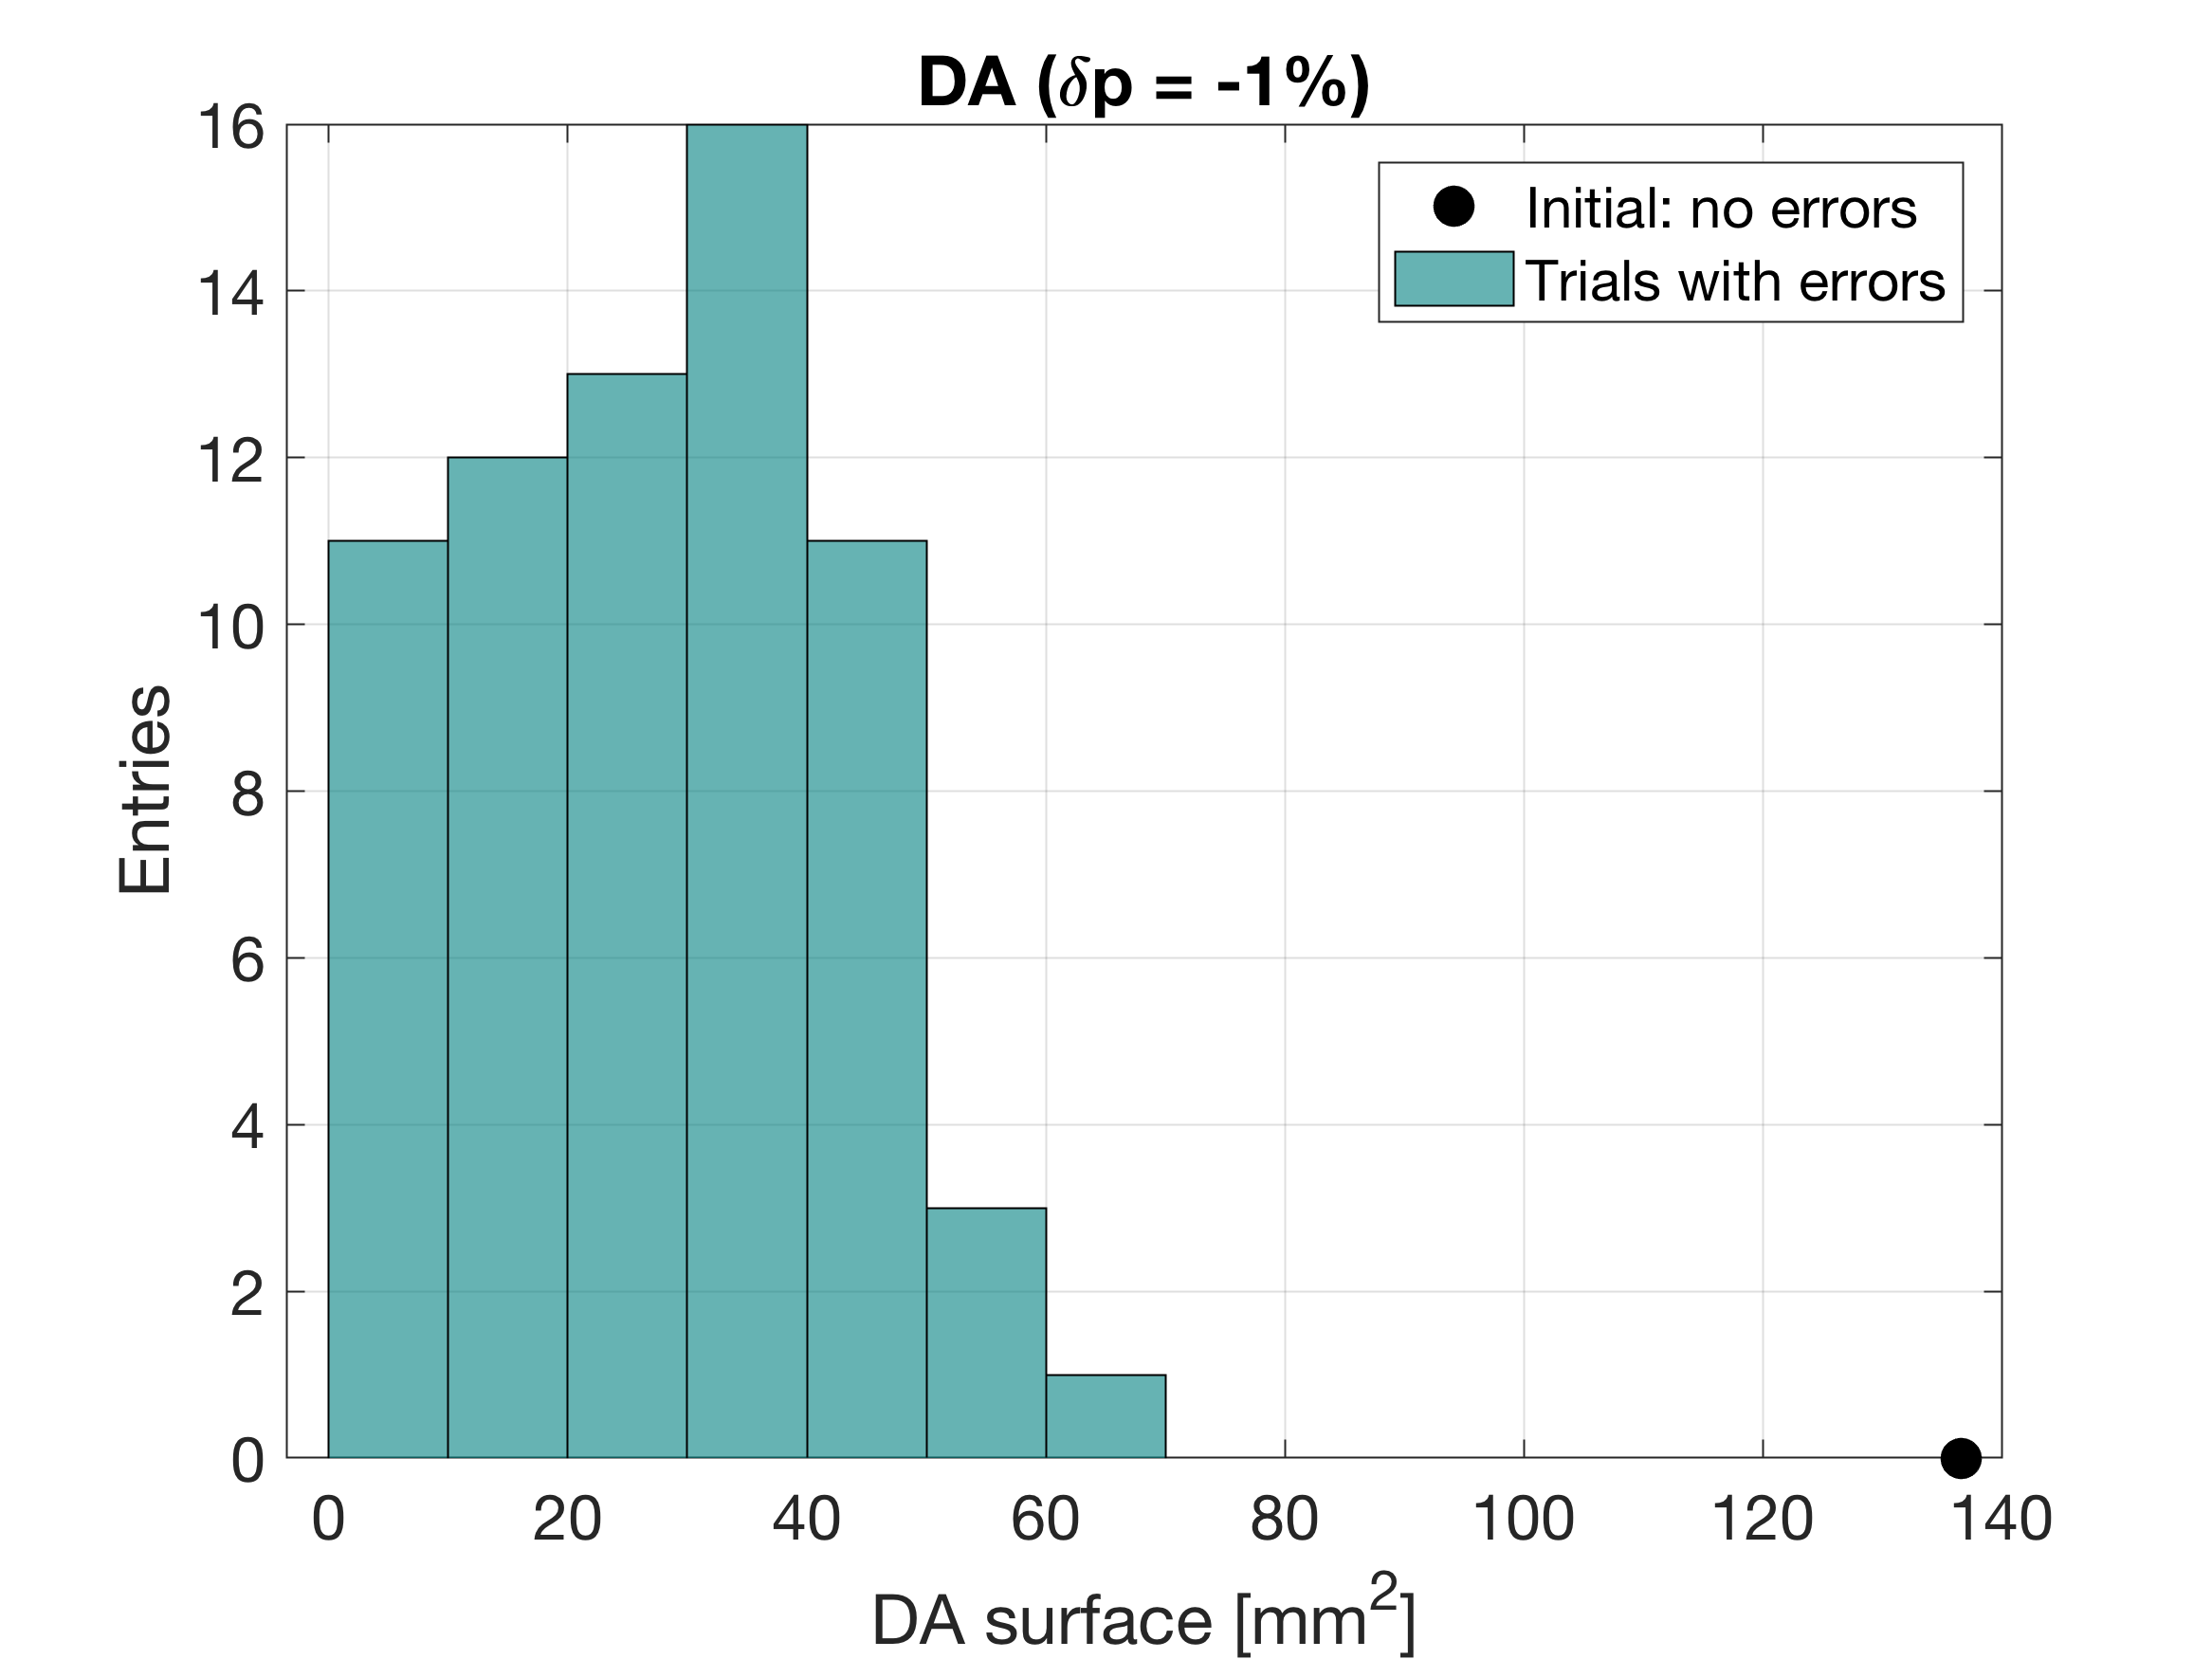 DA (δp = -1%)
16
14
12
10
8
6
4
2
0
Entries
Initial: no errors
Trials with errors
0 20 40 60 80 100 120 140
DA surface [mm²]